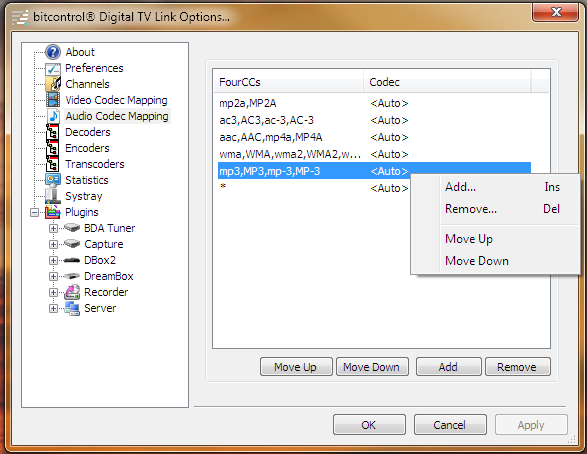 bitcontrol® Digital TV Link Options...
About
Preferences
Channels
Video Codec Mapping
Audio Codec Mapping
Decoders
Encoders
Transcoders
Statistics
Systray
Plugins
BDA Tuner
Capture
DBox2
DreamBox
Recorder
Server
FourCCs Codec
mp2a,MP2A <Auto>
ac3,AC3,ac-3,AC-3 <Auto>
aac,AAC,mp4a,MP4A <Auto>
wma,WMA,wma2,WMA2,w... <Auto>
mp3,MP3,mp-3,MP-3 <Auto>
* <Auto>
Add... Ins
Remove... Del
Move Up
Move Down
Move Up Move Down Add Remove
OK Cancel Apply